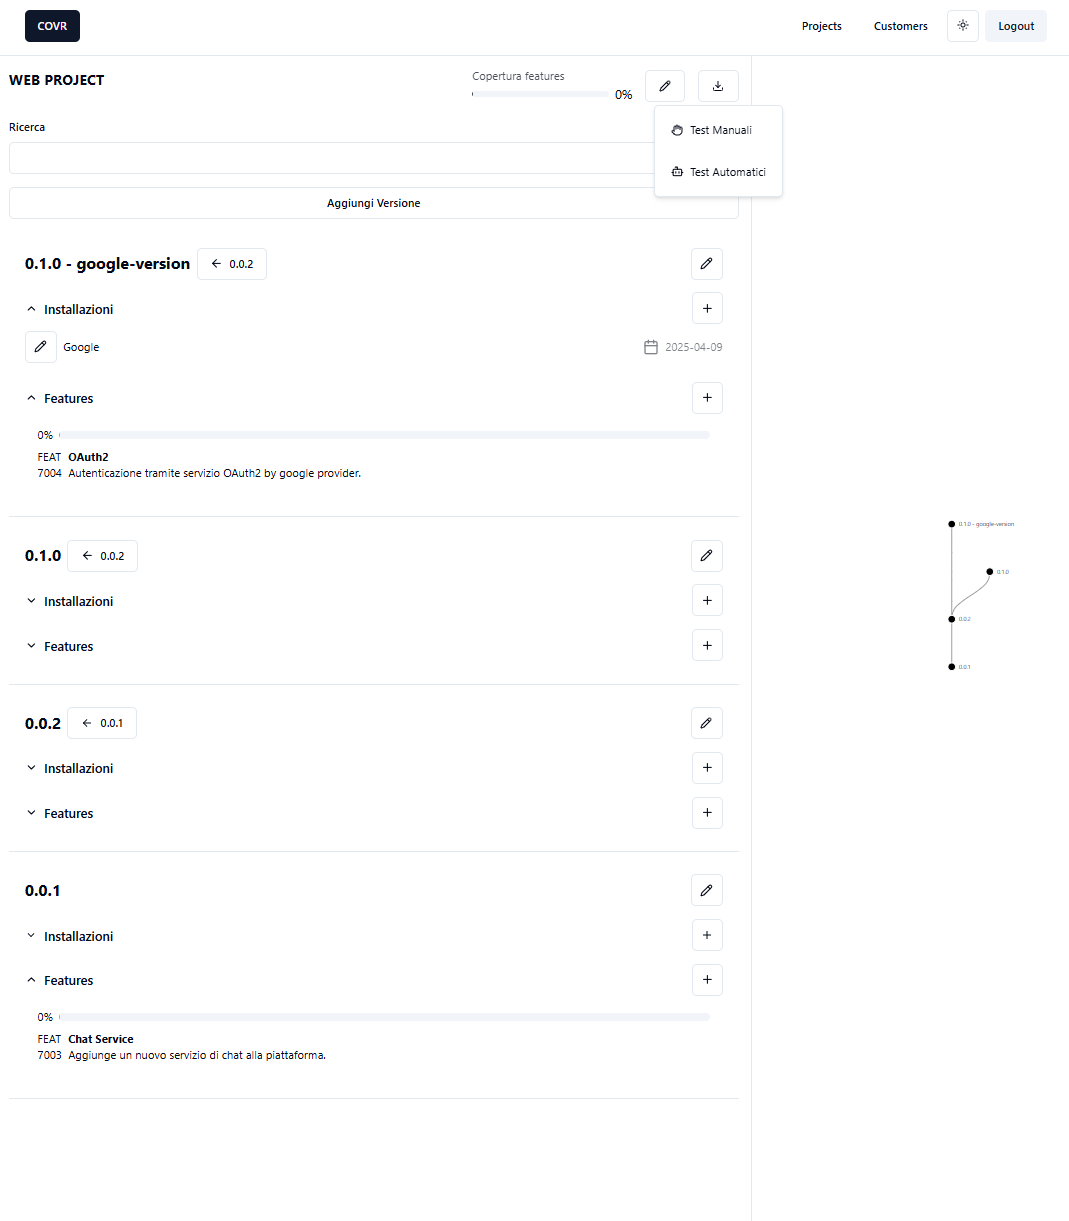 COVR
Projects
Customers
Logout
WEB PROJECT
Copertura features
0%
Test Manuali
Test Automatici
Ricerca
Aggiungi Versione
0.1.0 - google-version
0.0.2
Installazioni
Google
2025-04-09
Features
0%
FEAT OAuth2
7004 Autenticazione tramite servizio OAuth2 by google provider.
0.1.0
0.0.2
Installazioni
Features
0.0.2
0.0.1
Installazioni
Features
0.0.1
Installazioni
Features
0%
FEAT Chat Service
7003 Aggiunge un nuovo servizio di chat alla piattaforma.
0.1.0 - google-version
0.1.0
0.0.2
0.0.1